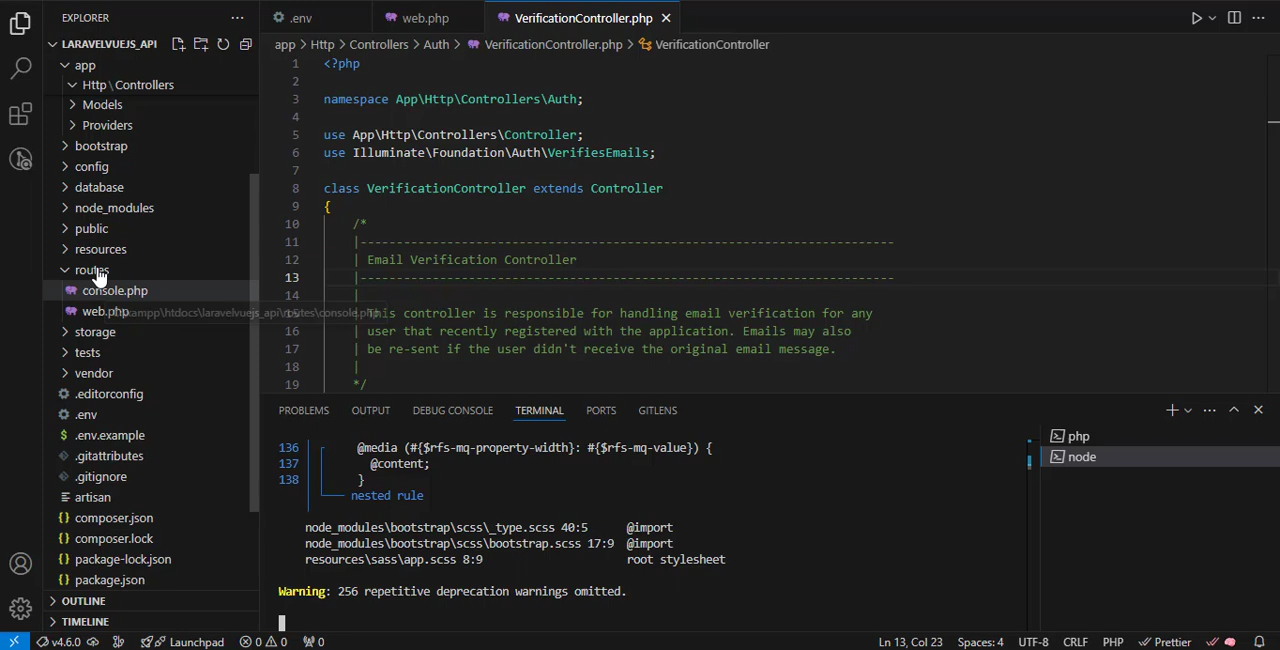 EXPLORER
LARAVELVUEJS_API
app
Http\Controllers
Models
Providers
bootstrap
config
database
node_modules
public
resources
routes
console.php
web.php
storage
tests
vendor
.editorconfig
.env
.env.example
.gitattributes
.gitignore
artisan
composer.json
composer.lock
package-lock.json
package.json
OUTLINE
TIMELINE
.env
web.php
VerificationController.php
app > Http > Controllers > Auth > VerificationController.php > VerificationController
1 <?php
2
3 namespace App\Http\Controllers\Auth;
4
5 use App\Http\Controllers\Controller;
6 use Illuminate\Foundation\Auth\VerifiesEmails;
7
8 class VerificationController extends Controller
9 {
10 /*
11 |--------------------------------------------------------------------------
12 | Email Verification Controller
13 |--------------------------------------------------------------------------
14 |
\xampp\htdocs\laravelvuejs_api\routes\console.php
15 | This controller is responsible for handling email verification for any
16 | user that recently registered with the application. Emails may also
17 | be re-sent if the user didn't receive the original email message.
18 |
19 */
PROBLEMS OUTPUT DEBUG CONSOLE TERMINAL PORTS GITLENS
136 @media (#{$rfs-mq-property-width}: #{$rfs-mq-value}) {
137 @content;
138 }
nested rule
node_modules\bootstrap\scss\_type.scss 40:5 @import
node_modules\bootstrap\scss\bootstrap.scss 17:9 @import
resources\sass\app.scss 8:9 root stylesheet
Warning: 256 repetitive deprecation warnings omitted.
php
node
v4.6.0 Launchpad 0 0 0 Ln 13, Col 23 Spaces: 4 UTF-8 CRLF PHP Prettier